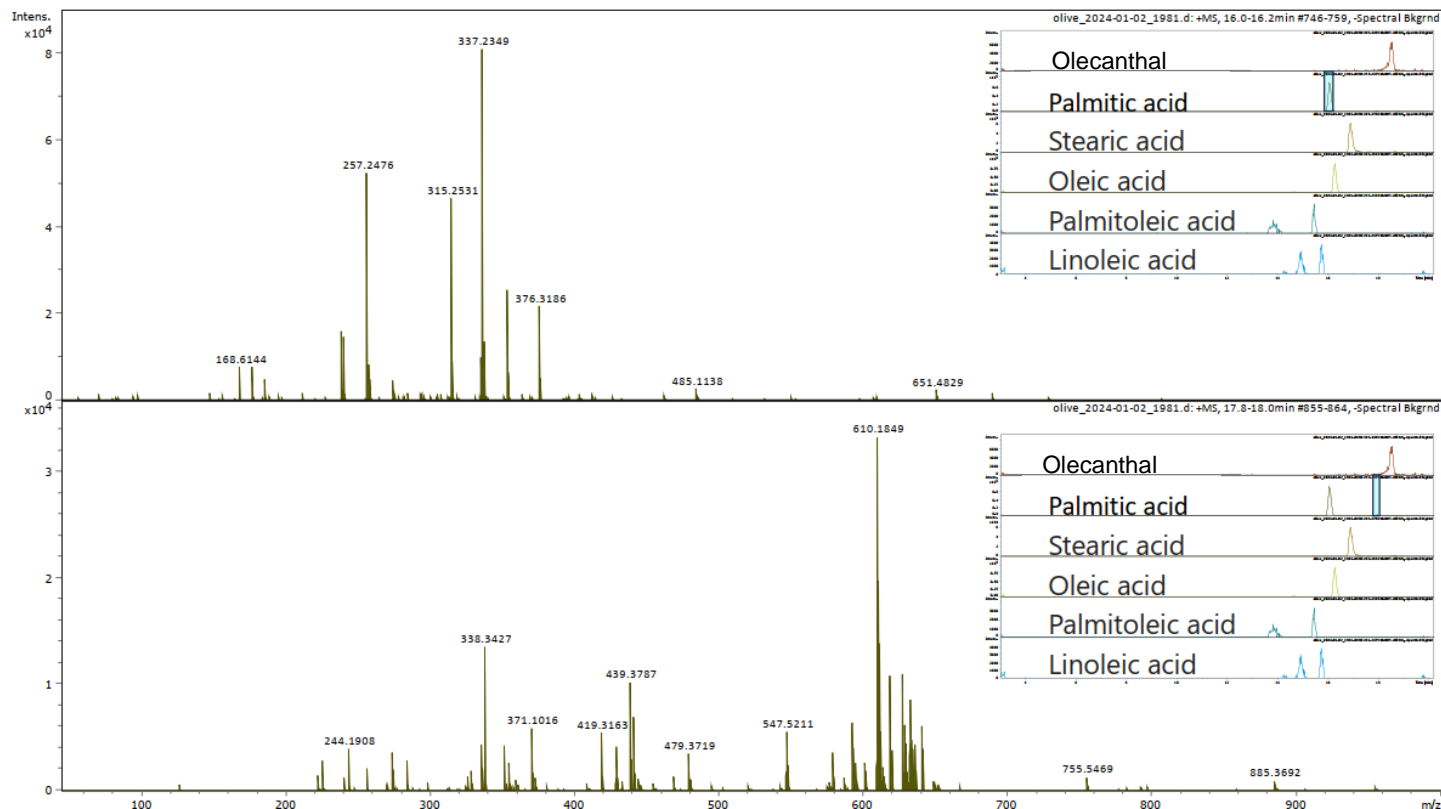 Intens.
x10⁴
olive_2024-01-02_1981.d: +MS, 16.0-16.2min #746-759, -Spectral Bkgrnd
8
6
4
2
0
337.2349
257.2476
315.2531
376.3186
168.6144
485.1138
651.4829
Olecanthal
Palmitic acid
Stearic acid
Oleic acid
Palmitoleic acid
Linoleic acid
x10⁴
olive_2024-01-02_1981.d: +MS, 17.8-18.0min #855-864, -Spectral Bkgrnd
3
2
1
0
610.1849
338.3427
439.3787
371.1016
419.3163
547.5211
244.1908
479.3719
755.5469
885.3692
Olecanthal
Palmitic acid
Stearic acid
Oleic acid
Palmitoleic acid
Linoleic acid
100 200 300 400 500 600 700 800 900 m/z